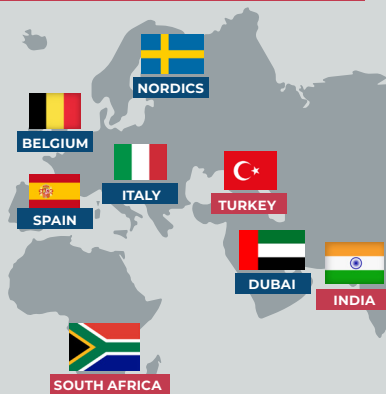 NORDICS
BELGIUM
ITALY
SPAIN
TURKEY
DUBAI
INDIA
SOUTH AFRICA